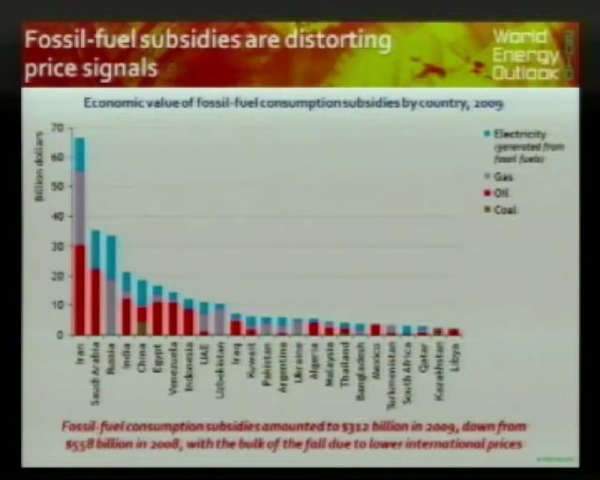 Fossil-fuel subsidies are distorting
price signals
World
Energy
Outlook
Economic value of fossil-fuel consumption subsidies by country, 2009
Billion dollars
70
60
50
40
30
20
10
0
Electricity
(generated from
fossil fuels)
Gas
Oil
Coal
Iran
Saudi Arabia
Russia
India
China
Egypt
Venezuela
Indonesia
UAE
Uzbekistan
Iraq
Kuwait
Pakistan
Argentina
Ukraine
Algeria
Malaysia
Thailand
Bangladesh
Mexico
Turkmenistan
South Africa
Qatar
Kazakhstan
Libya
Fossil-fuel consumption subsidies amounted to $312 billion in 2009, down from
$558 billion in 2008, with the bulk of the fall due to lower international prices